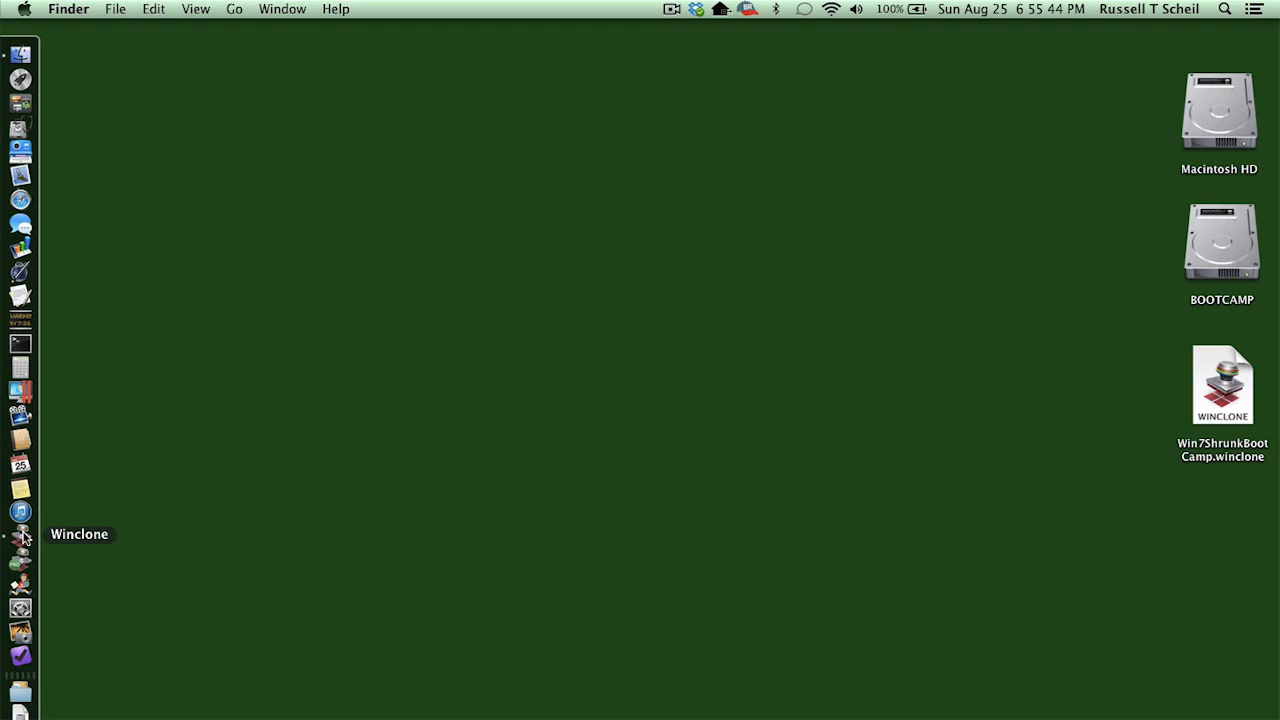 Finder File Edit View Go Window Help 100% Sun Aug 25 6 55 44 PM Russell T Scheil
Macintosh HD
BOOTCAMP
WINCLONE
Win7ShrunkBoot
Camp.winclone
25
Winclone
PRO